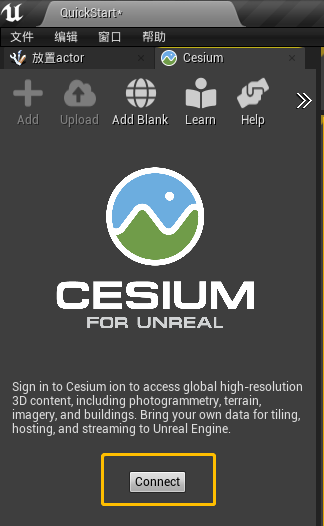 QuickStart*
文件 编辑 窗口 帮助
放置actor Cesium
Add Upload Add Blank Learn Help
CESIUM
FOR UNREAL
Sign in to Cesium ion to access global high-resolution
3D content, including photogrammetry, terrain,
imagery, and buildings. Bring your own data for tiling,
hosting, and streaming to Unreal Engine.
Connect